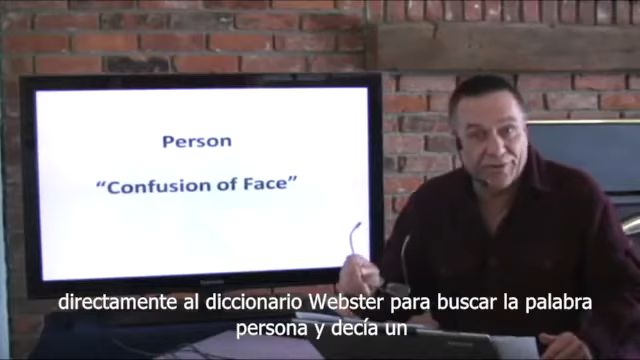 Person
“Confusion of Face”
directamente al diccionario Webster para buscar la palabra
persona y decía un